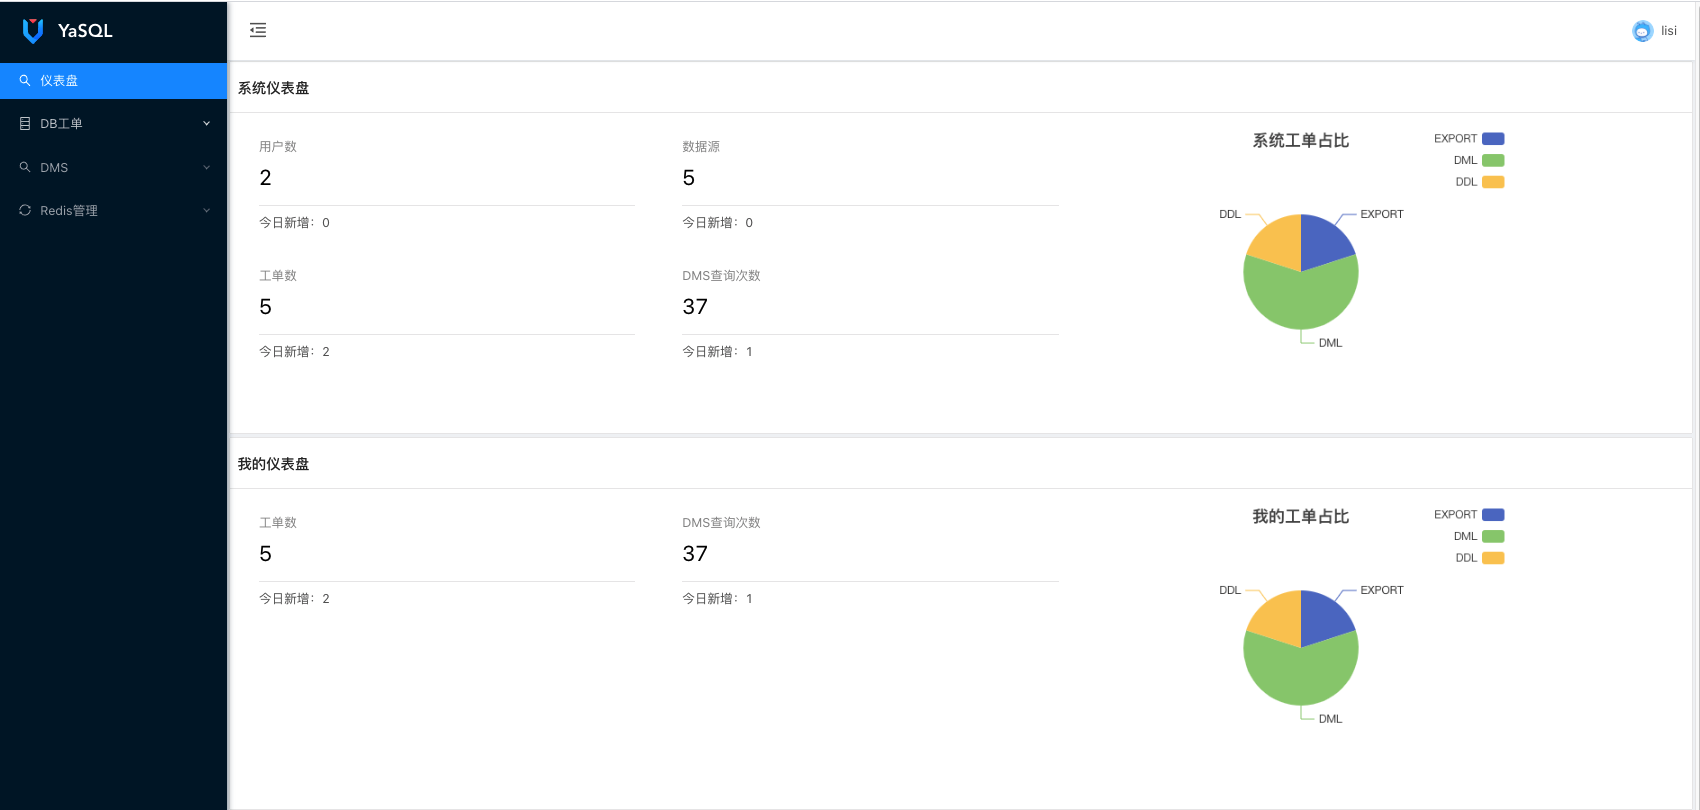 YaSQL
lisi
仪表盘
DB工单
DMS
Redis管理
系统仪表盘
用户数
2
今日新增：0
数据源
5
今日新增：0
工单数
5
今日新增：2
DMS查询次数
37
今日新增：1
系统工单占比
EXPORT
DML
DDL
DDL
EXPORT
DML
我的仪表盘
工单数
5
今日新增：2
DMS查询次数
37
今日新增：1
我的工单占比
EXPORT
DML
DDL
DDL
EXPORT
DML